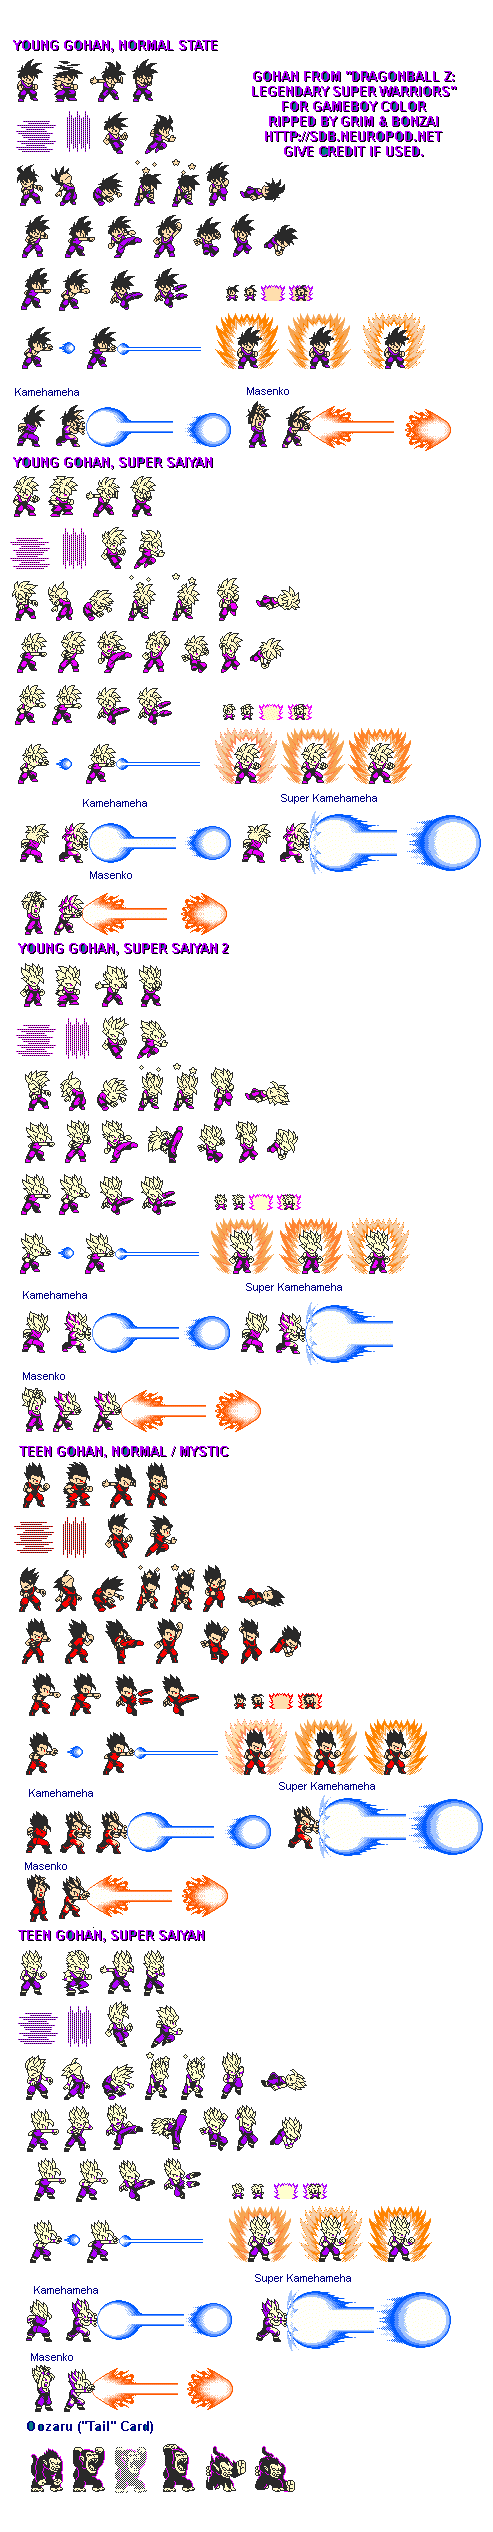 YOUNG GOHAN, NORMAL STATE
GOHAN FROM "DRAGONBALL Z:
LEGENDARY SUPER WARRIORS"
FOR GAMEBOY COLOR
RIPPED BY GRIM & BONZAI
HTTP://SDB.NEUROPOD.NET
GIVE CREDIT IF USED.
Kamehameha
Masenko
YOUNG GOHAN, SUPER SAIYAN
Kamehameha
Super Kamehameha
Masenko
YOUNG GOHAN, SUPER SAIYAN 2
Kamehameha
Super Kamehameha
Masenko
TEEN GOHAN, NORMAL / MYSTIC
Kamehameha
Super Kamehameha
Masenko
TEEN GOHAN, SUPER SAIYAN
Kamehameha
Super Kamehameha
Masenko
Oozaru ("Tail" Card)